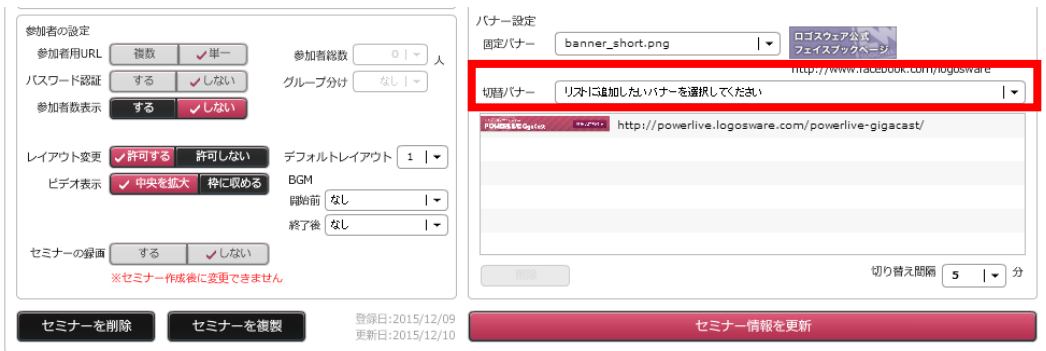 参加者の設定
参加者用URL 複数 単一 参加者総数 0 人
パスワード認証 する しない グループ分け なし
参加者数表示 する しない
レイアウト変更 許可する 許可しない デフォルトレイアウト 1
ビデオ表示 中央を拡大 枠に収める BGM
開始前 なし
終了後 なし
セミナーの録画 する しない
※セミナー作成後に変更できません
セミナーを削除 セミナーを複製 登録日:2015/12/09
更新日:2015/12/10
バナー設定
固定バナー banner_short.png ロゴスウェア公式
フェイスブックページ
http://www.facebook.com/logosware
切替バナー リストに追加したいバナーを選択してください
POWERLIVE GigaCast http://powerlive.logosware.com/powerlive-gigacast/
削除 切り替え間隔 5 分
セミナー情報を更新